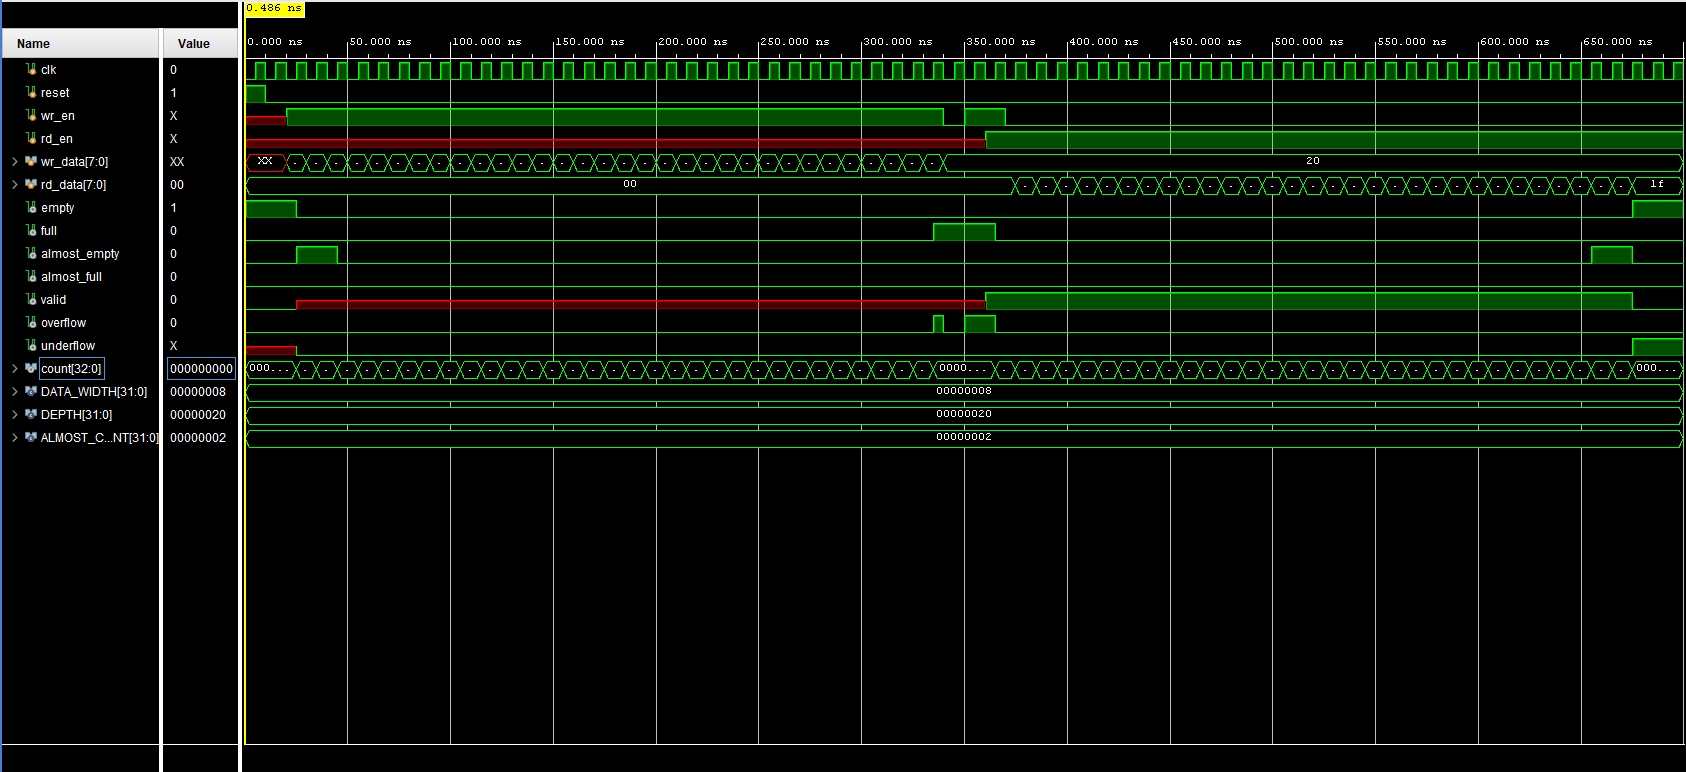 0.486 ns
Name Value
0.000 ns 50.000 ns 100.000 ns 150.000 ns 200.000 ns 250.000 ns 300.000 ns 350.000 ns 400.000 ns 450.000 ns 500.000 ns 550.000 ns 600.000 ns 650.000 ns
clk 0
reset 1
wr_en X
rd_en X
wr_data[7:0] XX XX 20
rd_data[7:0] 00 00 1f
empty 1
full 0
almost_empty 0
almost_full 0
valid 0
overflow 0
underflow X
count[32:0] 000000000 000... 0000... 000...
DATA_WIDTH[31:0] 00000008 00000008
DEPTH[31:0] 00000020 00000020
ALMOST_C...NT[31:0] 00000002 00000002